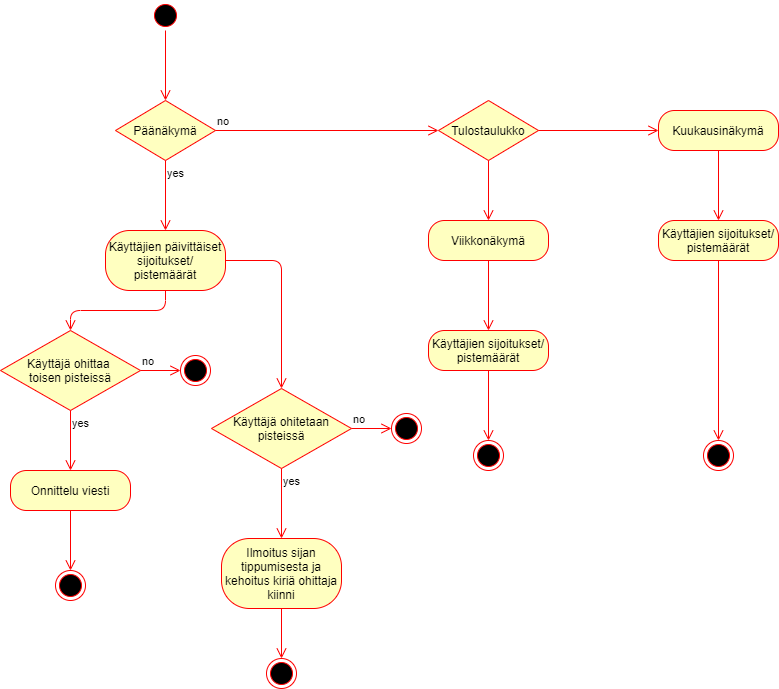 Päänäkymä
no
Tulostaulukko
Kuukausinäkymä
yes
Käyttäjien päivittäiset
sijoitukset/
pistemäärät
Viikkonäkymä
Käyttäjien sijoitukset/
pistemäärät
Käyttäjä ohittaa
toisen pisteissä
no
Käyttäjien sijoitukset/
pistemäärät
yes
Käyttäjä ohitetaan
pisteissä
no
Onnittelu viesti
yes
Ilmoitus sijan
tippumisesta ja
kehoitus kiriä ohittaja
kiinni